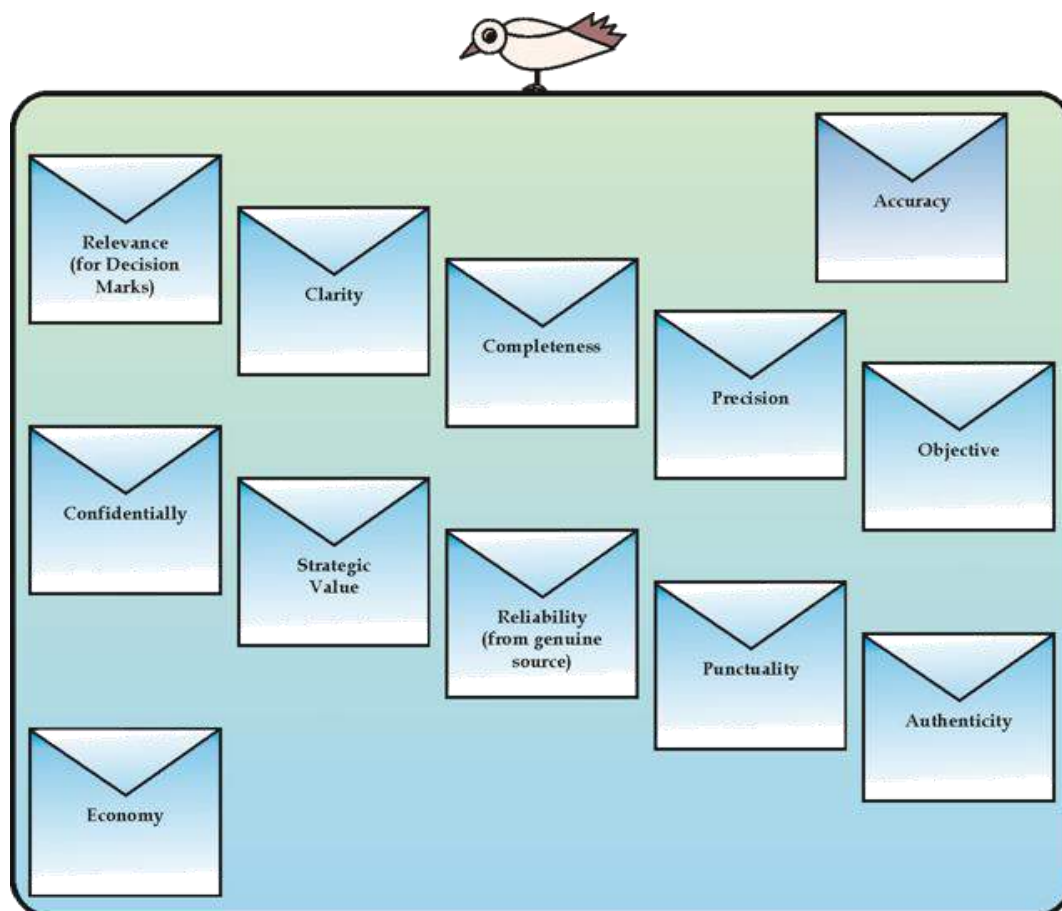 Accuracy
Relevance
(for Decision
Marks)
Clarity
Completeness
Precision
Objective
Confidentially
Strategic
Value
Reliability
(from genuine
source)
Punctuality
Authenticity
Economy